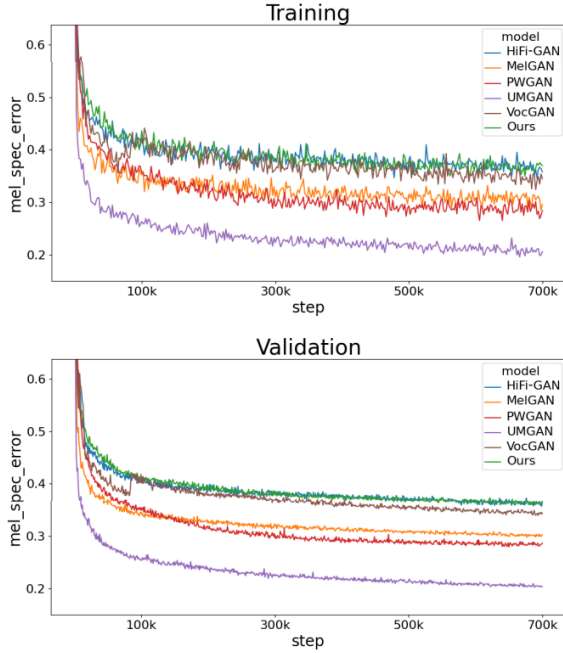 Training
0.6
0.5
0.4
0.3
0.2
mel_spec_error
model
HiFi-GAN
MelGAN
PWGAN
UMGAN
VocGAN
Ours
100k
300k
500k
700k
step
Validation
0.6
0.5
0.4
0.3
0.2
mel_spec_error
model
HiFi-GAN
MelGAN
PWGAN
UMGAN
VocGAN
Ours
100k
300k
500k
700k
step